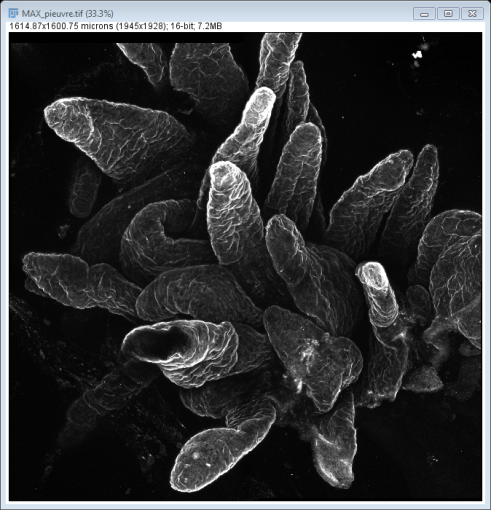 MAX_pieuvre.tif (33.3%)
1614.87x1600.75 microns (1945x1928); 16-bit; 7.2MB